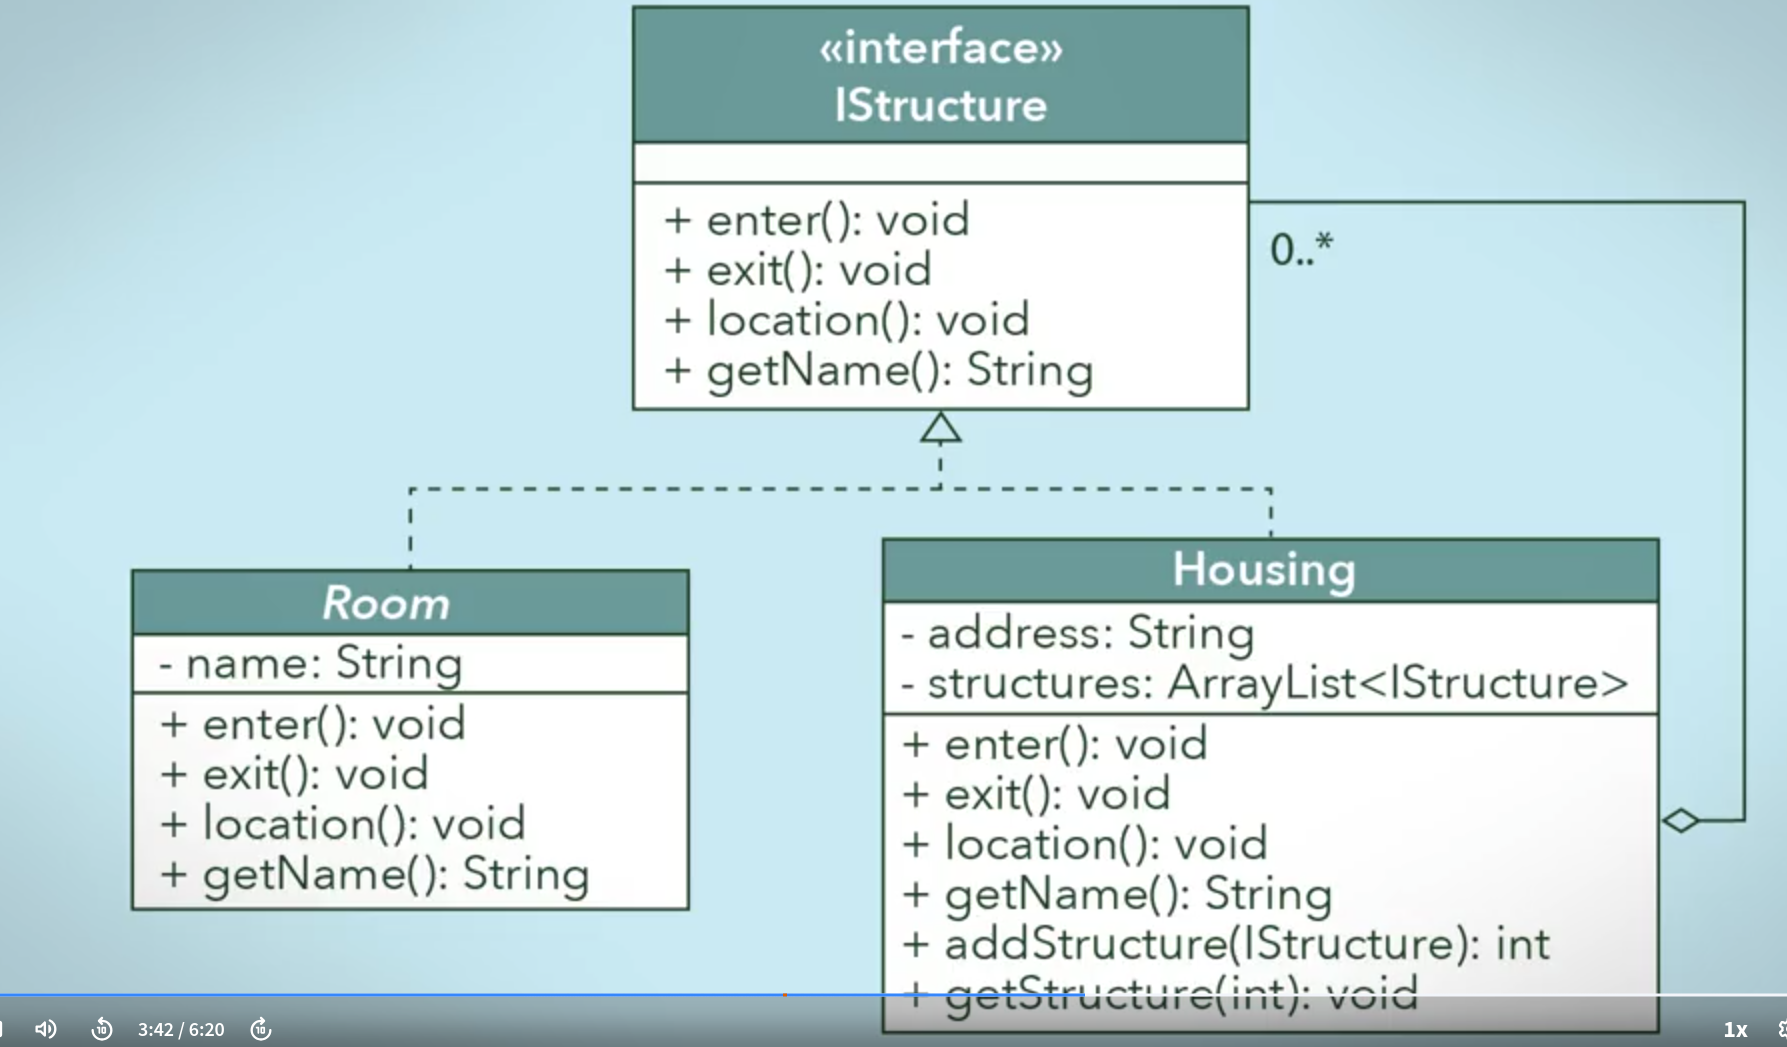 «interface»
IStructure
+ enter(): void
+ exit(): void
+ location(): void
+ getName(): String
0..*
Room
- name: String
+ enter(): void
+ exit(): void
+ location(): void
+ getName(): String
Housing
- address: String
- structures: ArrayList<IStructure>
+ enter(): void
+ exit(): void
+ location(): void
+ getName(): String
+ addStructure(IStructure): int
+ getStructure(int): void
10
3:42 / 6:20
10
1x